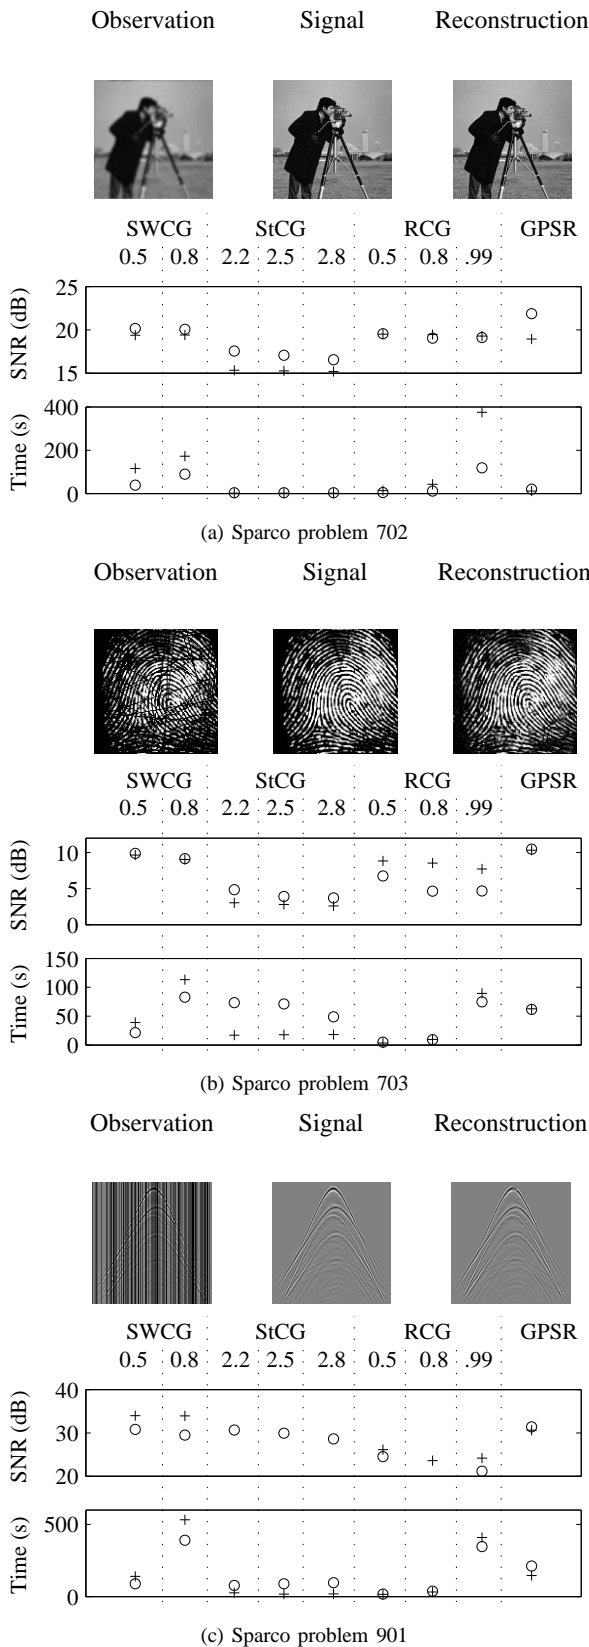 Observation Signal Reconstruction
SWCG StCG RCG GPSR
0.5 0.8 2.2 2.5 2.8 0.5 0.8 .99
SNR (dB)
25
20
15
Time (s)
400
200
0
(a) Sparco problem 702
Observation Signal Reconstruction
SWCG StCG RCG GPSR
0.5 0.8 2.2 2.5 2.8 0.5 0.8 .99
SNR (dB)
10
5
0
Time (s)
150
100
50
0
(b) Sparco problem 703
Observation Signal Reconstruction
SWCG StCG RCG GPSR
0.5 0.8 2.2 2.5 2.8 0.5 0.8 .99
SNR (dB)
40
30
20
Time (s)
500
0
(c) Sparco problem 901